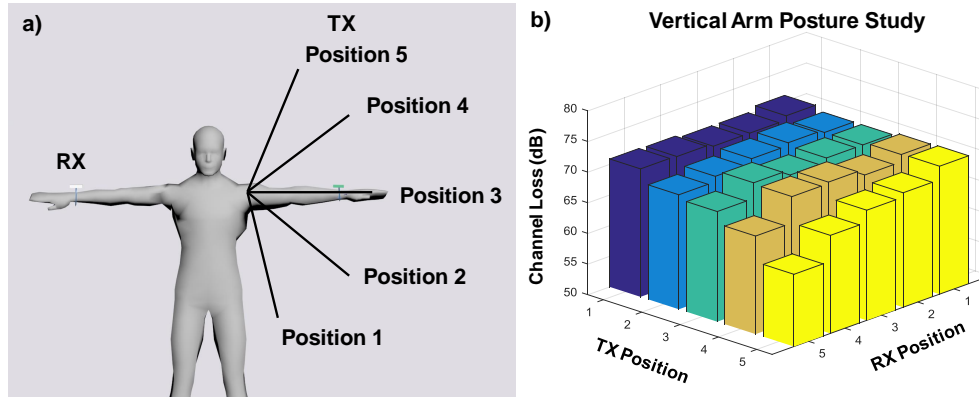 a)
TX
Position 5
Position 4
RX
Position 3
Position 2
Position 1
b)
Vertical Arm Posture Study
Channel Loss (dB)
80
75
70
65
60
55
50
1
2
3
4
5
TX Position
5
4
3
2
1
RX Position